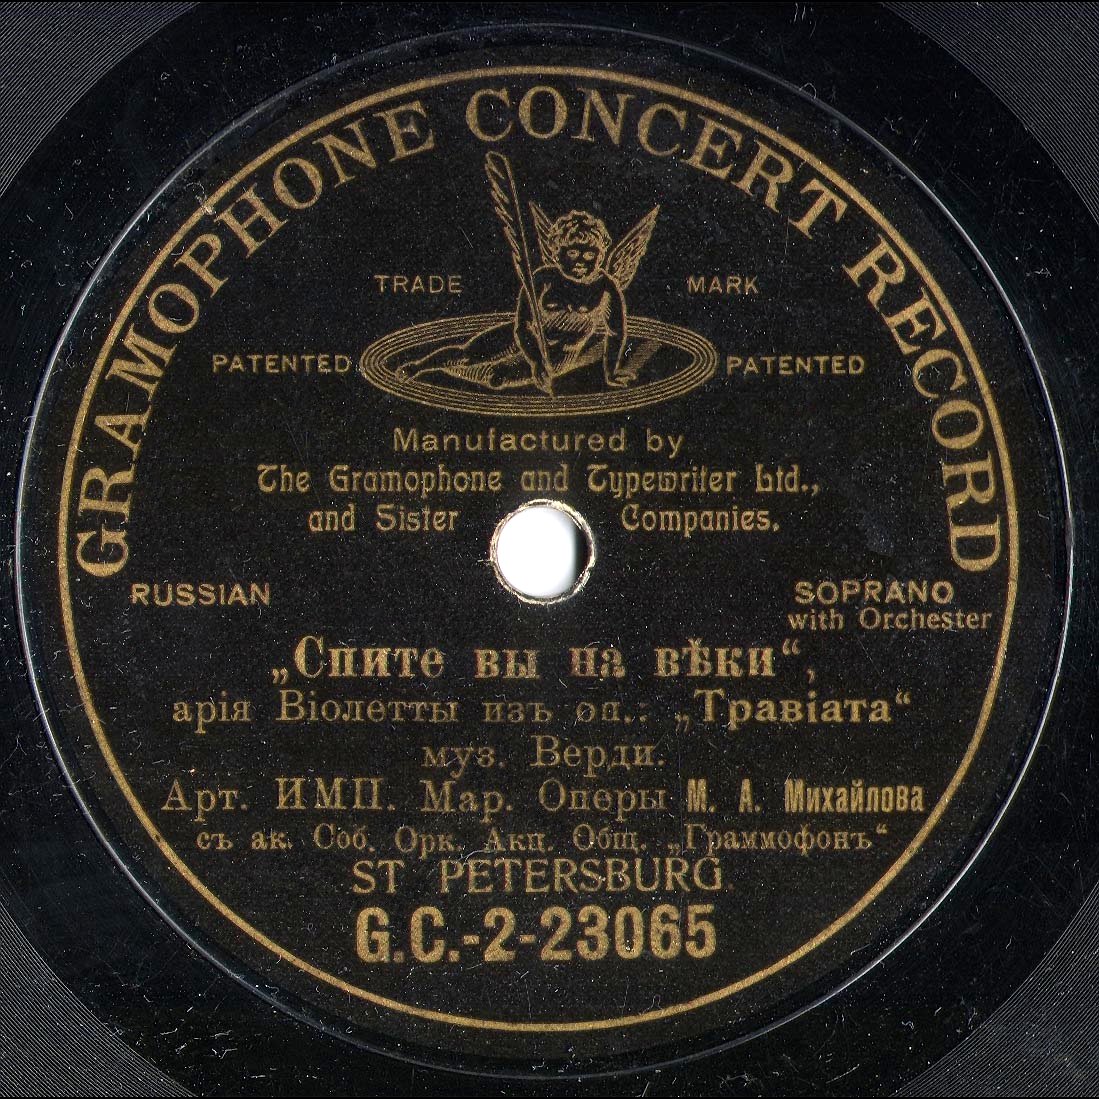 GRAMOPHONE CONCERT RECORD
TRADE MARK
PATENTED PATENTED
Manufactured by
The Gramophone and Typewriter Ltd.,
and Sister Companies.
RUSSIAN
SOPRANO
with Orchester
„Спите вы на вѣки“,
арія Віолетты изъ оп.: „Травіата“
муз. Верди.
Арт. ИМП. Мар. Оперы М. А. Михайлова
съ ак. Соб. Орк. Акц. Общ. „Граммофонъ“
ST PETERSBURG.
G.C.-2-23065